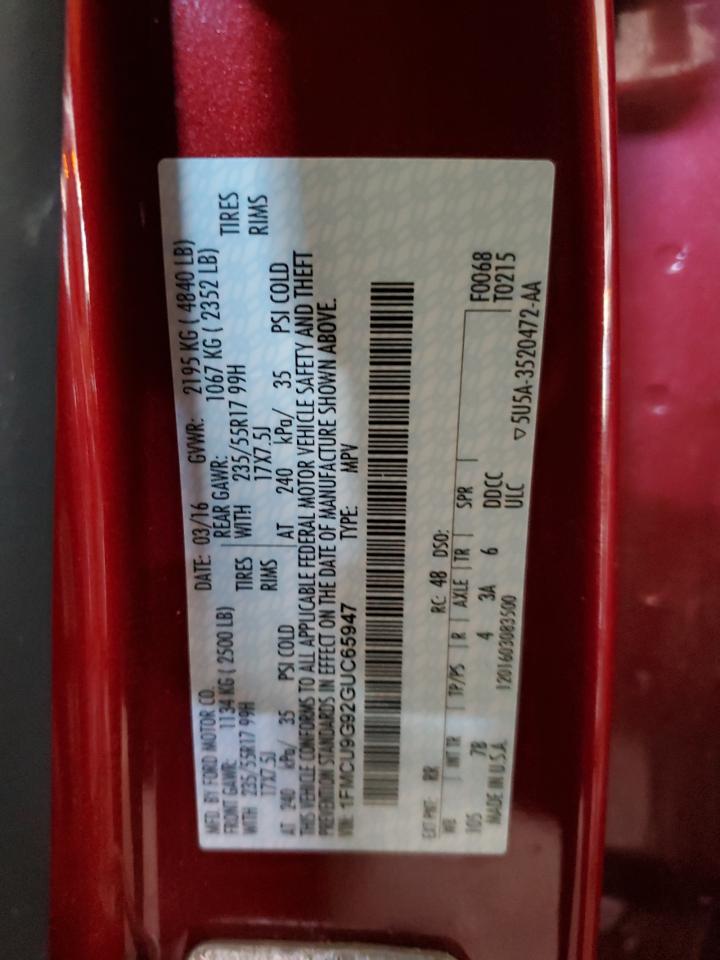 MFD. BY FORD MOTOR CO.
DATE: 03/16 GVWR: 2195 KG ( 4840 LB)
FRONT GAWR: 1134 KG ( 2500 LB) REAR GAWR: 1067 KG ( 2352 LB)
WITH 235/55R17 99H TIRES WITH 235/55R17 99H TIRES
17X7.5J RIMS 17X7.5J RIMS
AT 240 kPa/ 35 PSI COLD AT 240 kPa/ 35 PSI COLD
THIS VEHICLE CONFORMS TO ALL APPLICABLE FEDERAL MOTOR VEHICLE SAFETY AND THEFT
PREVENTION STANDARDS IN EFFECT ON THE DATE OF MANUFACTURE SHOWN ABOVE.
VIN: 1FMCU9G92GUC65947 TYPE: MPV
EXT PNT: RR RC: 48 DSO:
WB INT TR TP/PS R AXLE TR SPR F0068
105 7B 4 3A 6 DDCC T0215
ULC
MADE IN U.S.A. 1201603083500 ▽5U5A-3520472-AA